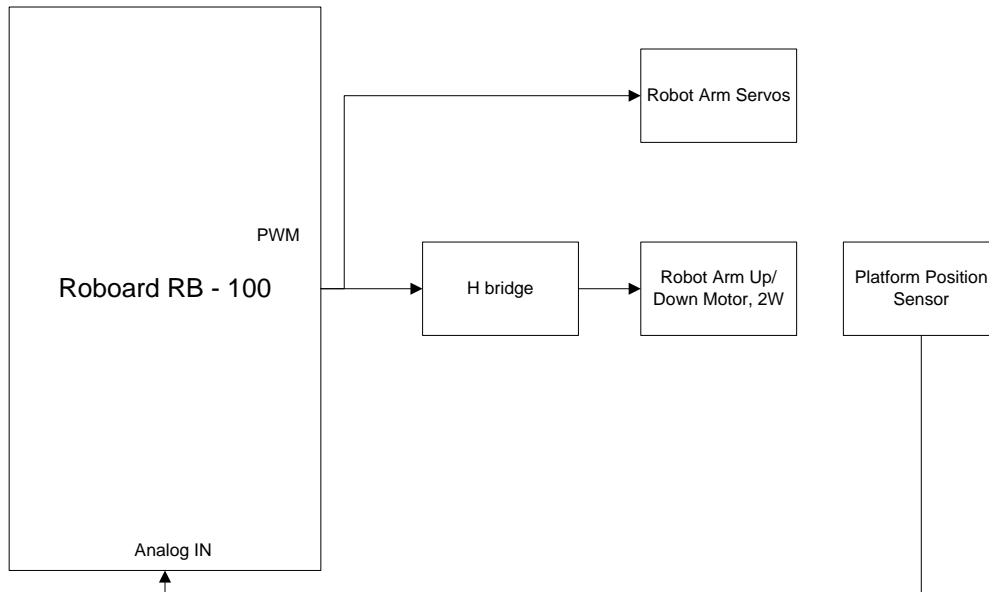 Robot Arm Servos
PWM
Roboard RB - 100
H bridge
Robot Arm Up/
Down Motor, 2W
Platform Position
Sensor
Analog IN